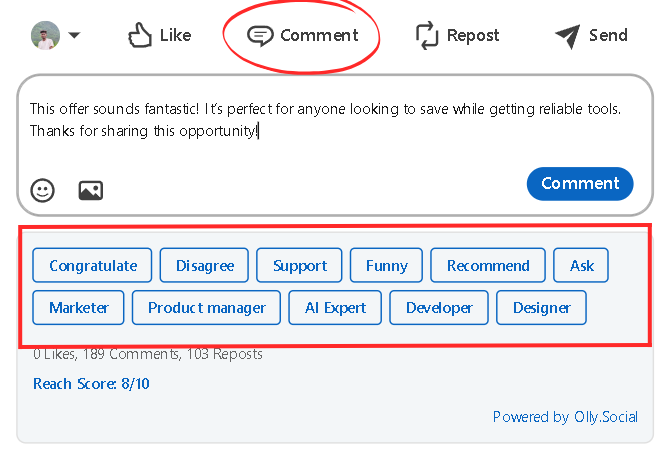 Like Comment Repost Send
This offer sounds fantastic! It's perfect for anyone looking to save while getting reliable tools.
Thanks for sharing this opportunity!
Comment
Congratulate Disagree Support Funny Recommend Ask
Marketer Product manager AI Expert Developer Designer
0 Likes, 189 Comments, 103 Reposts
Reach Score: 8/10
Powered by Olly.Social